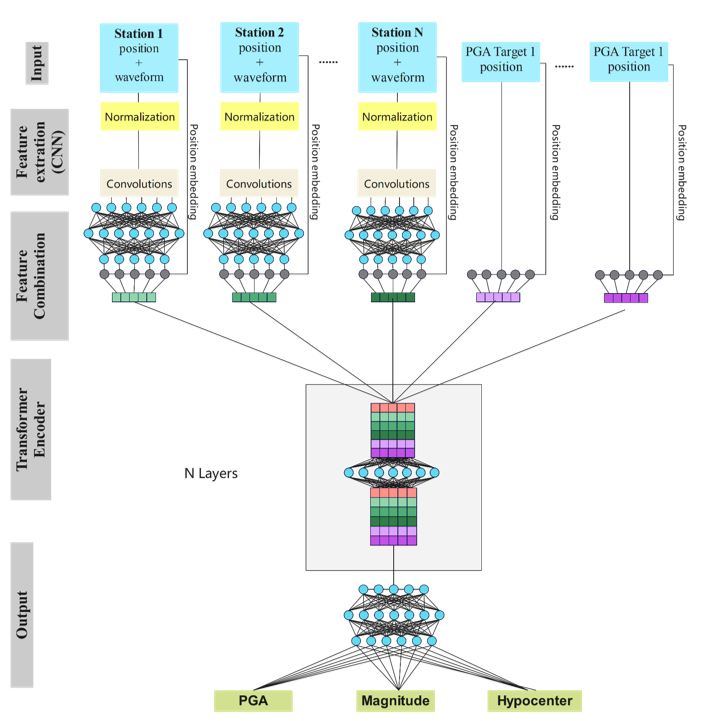 Input
Station 1
position
+
waveform
Station 2
position
+
waveform
......
Station N
position
+
waveform
PGA Target 1
position
......
PGA Target 1
position
Feature
extration
(CNN)
Normalization
Normalization
Normalization
Convolutions
Convolutions
Convolutions
Position embedding
Position embedding
Position embedding
Position embedding
Position embedding
Feature
Combination
Transformer
Encoder
N Layers
Output
PGA
Magnitude
Hypocenter